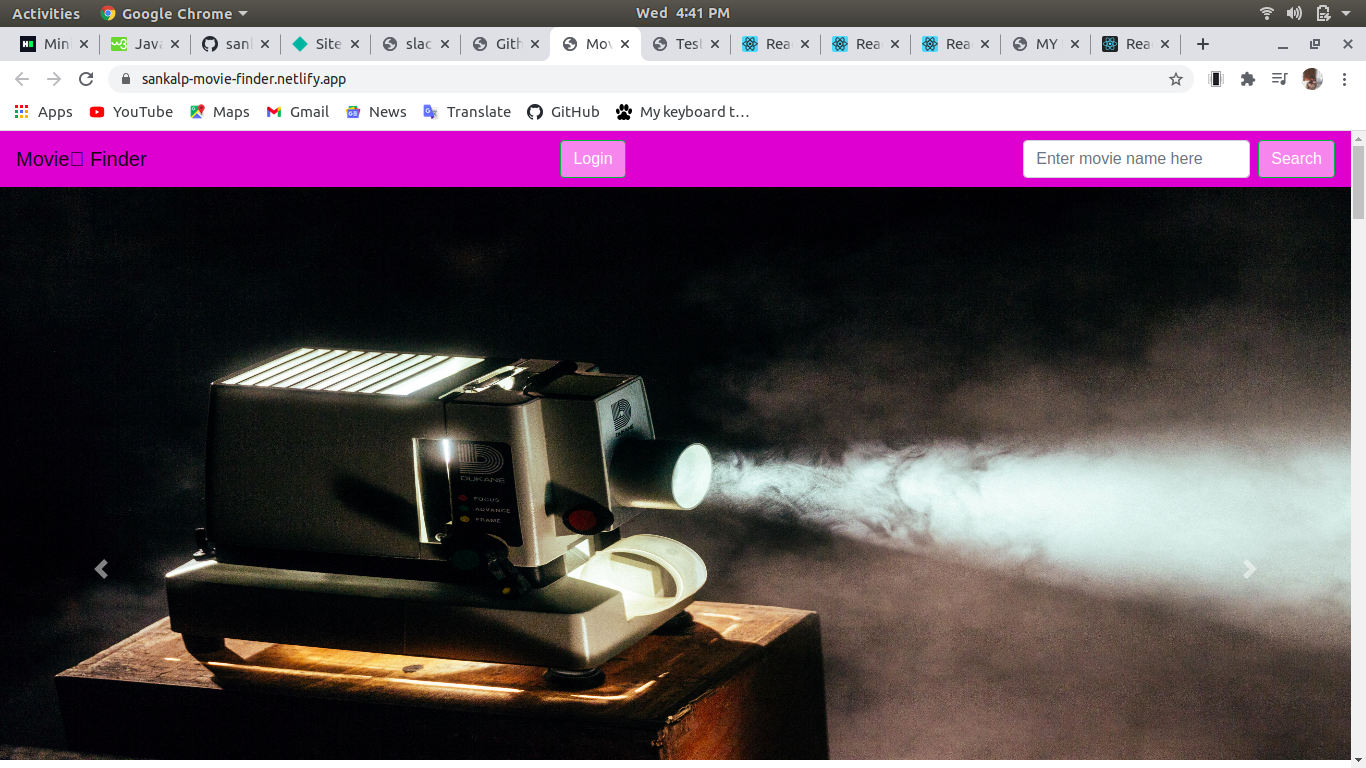 Activities Google Chrome Wed 4:41 PM
Min Java sank Site slac Gith Mov Test Rea Rea Rea MY Rea
sankalp-movie-finder.netlify.app
Apps YouTube Maps Gmail News Translate GitHub My keyboard t…
Movie Finder Login Enter movie name here Search
DUKANE
FOCUS
ADVANCE
FRAME